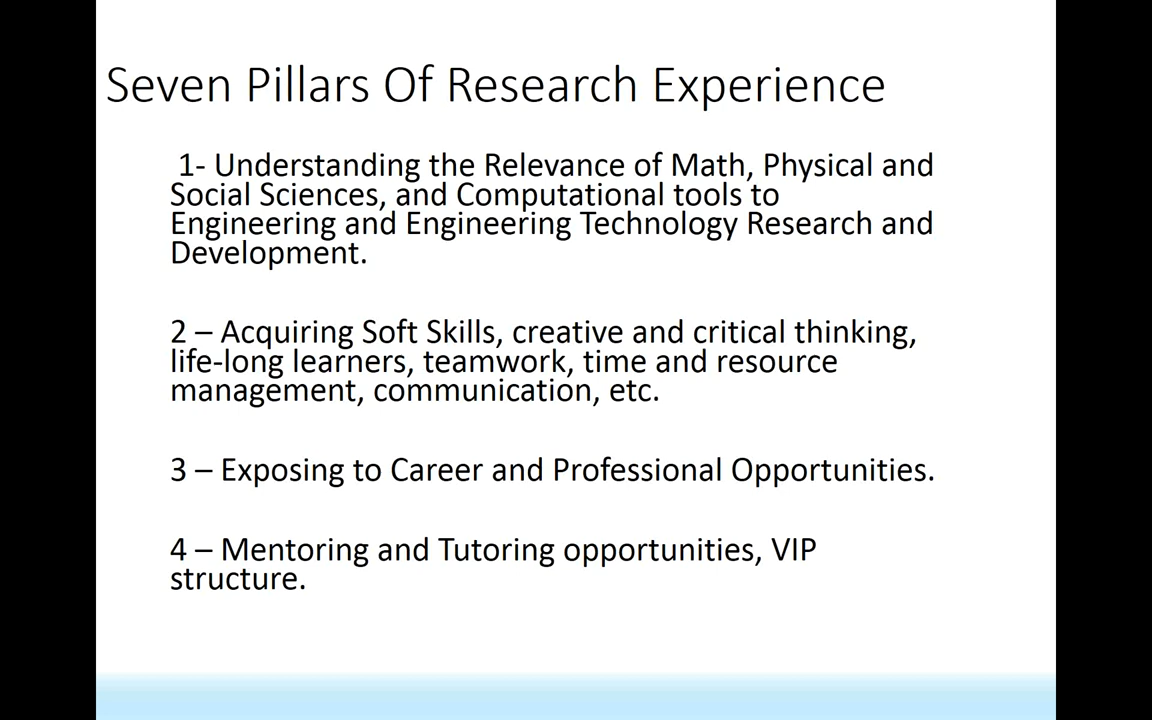 Seven Pillars Of Research Experience
1- Understanding the Relevance of Math, Physical and
Social Sciences, and Computational tools to
Engineering and Engineering Technology Research and
Development.
2 – Acquiring Soft Skills, creative and critical thinking,
life-long learners, teamwork, time and resource
management, communication, etc.
3 – Exposing to Career and Professional Opportunities.
4 – Mentoring and Tutoring opportunities, VIP
structure.